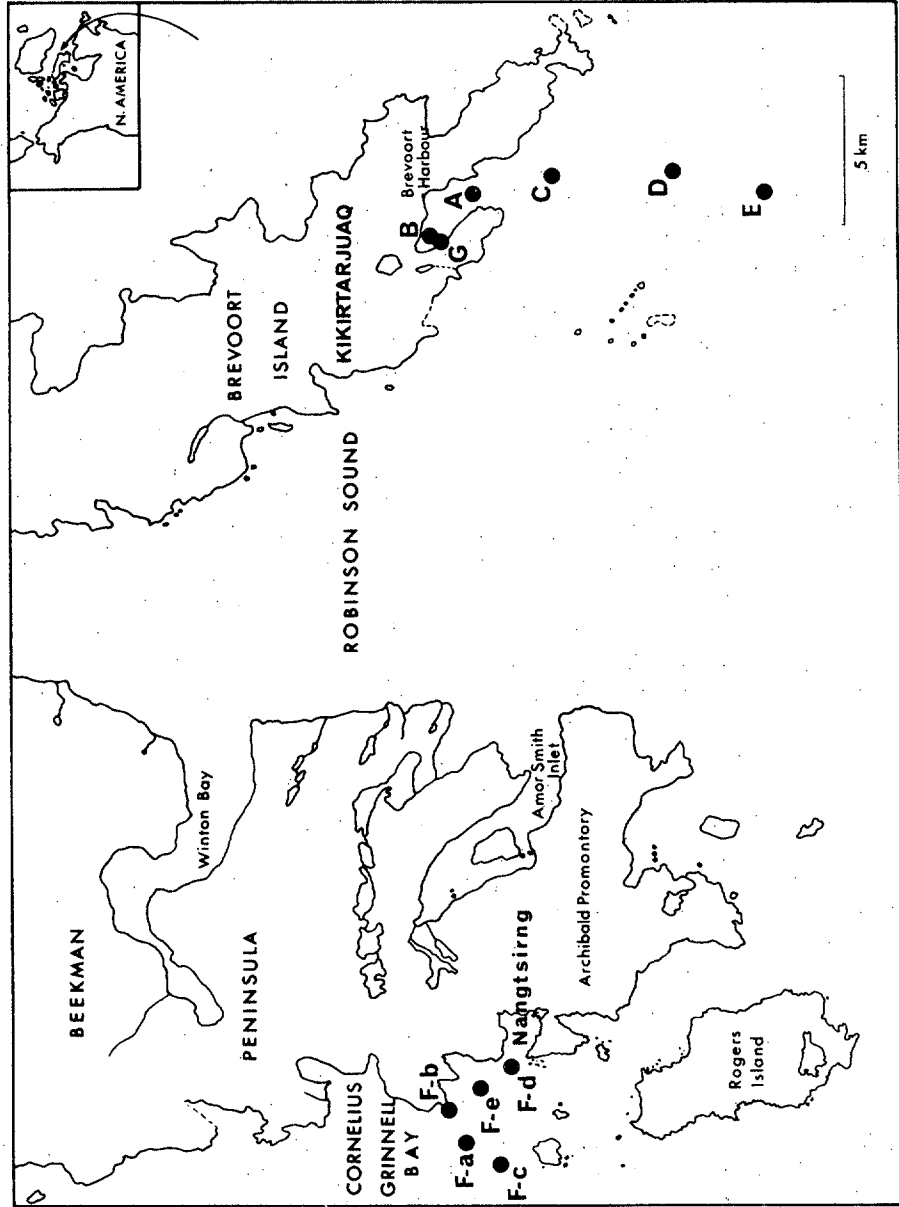 N. AMERICA
BEEKMAN
PENINSULA
Winton Bay
BREVOORT
ISLAND
KIKIRTARJUAQ
Brevoort
Harbour
ROBINSON SOUND
CORNELIUS
GRINNELL
BAY
Amor Smith
Inlet
Archibald Promontory
Namgtsirng
Rogers
Island
A
B
G
C
D
E
F-b
F-a
F-e
F-c
F-d
5 km